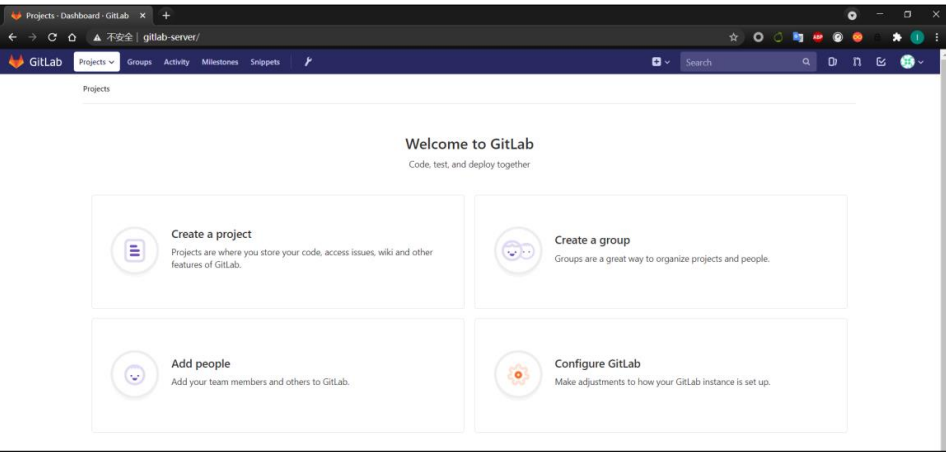 Projects · Dashboard · GitLab
不安全 | gitlab-server/
ABP
GitLab Projects Groups Activity Milestones Snippets Search
Projects
Welcome to GitLab
Code, test, and deploy together
Create a project
Projects are where you store your code, access issues, wiki and other
features of GitLab.
Create a group
Groups are a great way to organize projects and people.
Add people
Add your team members and others to GitLab.
Configure GitLab
Make adjustments to how your GitLab instance is set up.